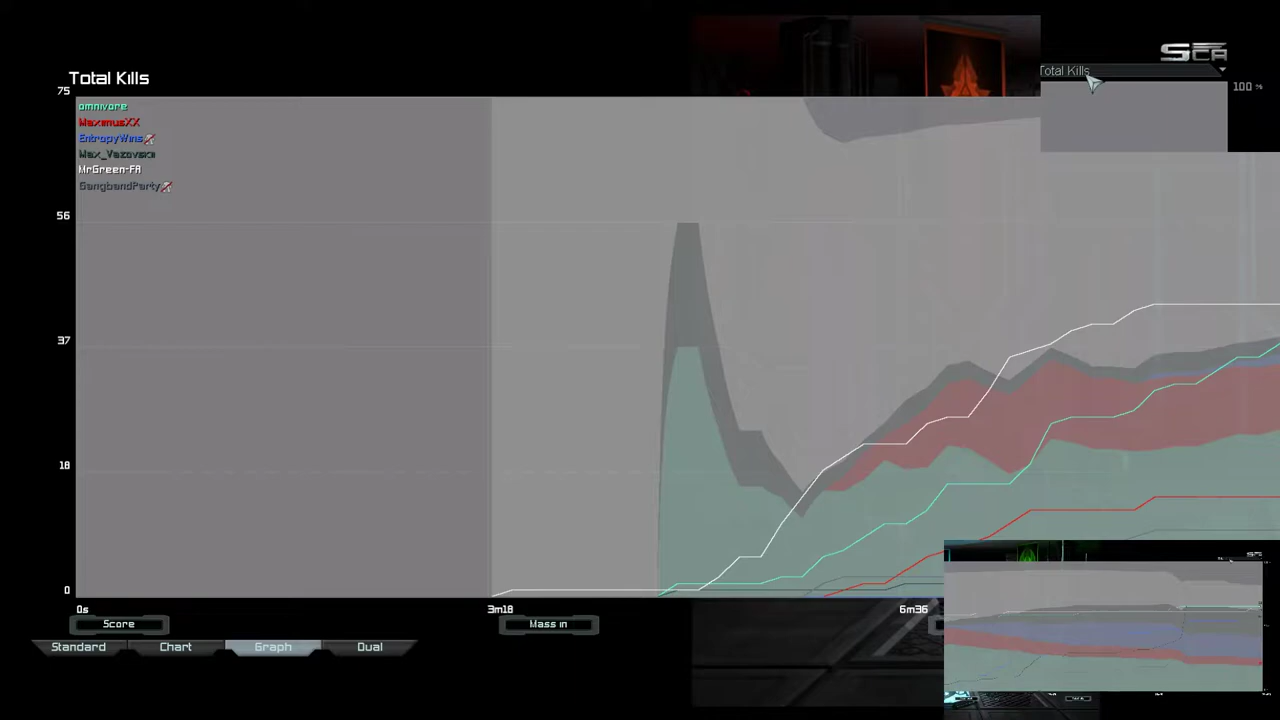 Total Kills
75
omnivore
MaximusXX
EntropyWins
MrGreen-FA
GangbandParty
56
37
18
0
0s
3m18
6m36
Score
Mass in
Standard
Chart
Graph
Dual
SCA
Total Kills
100 %